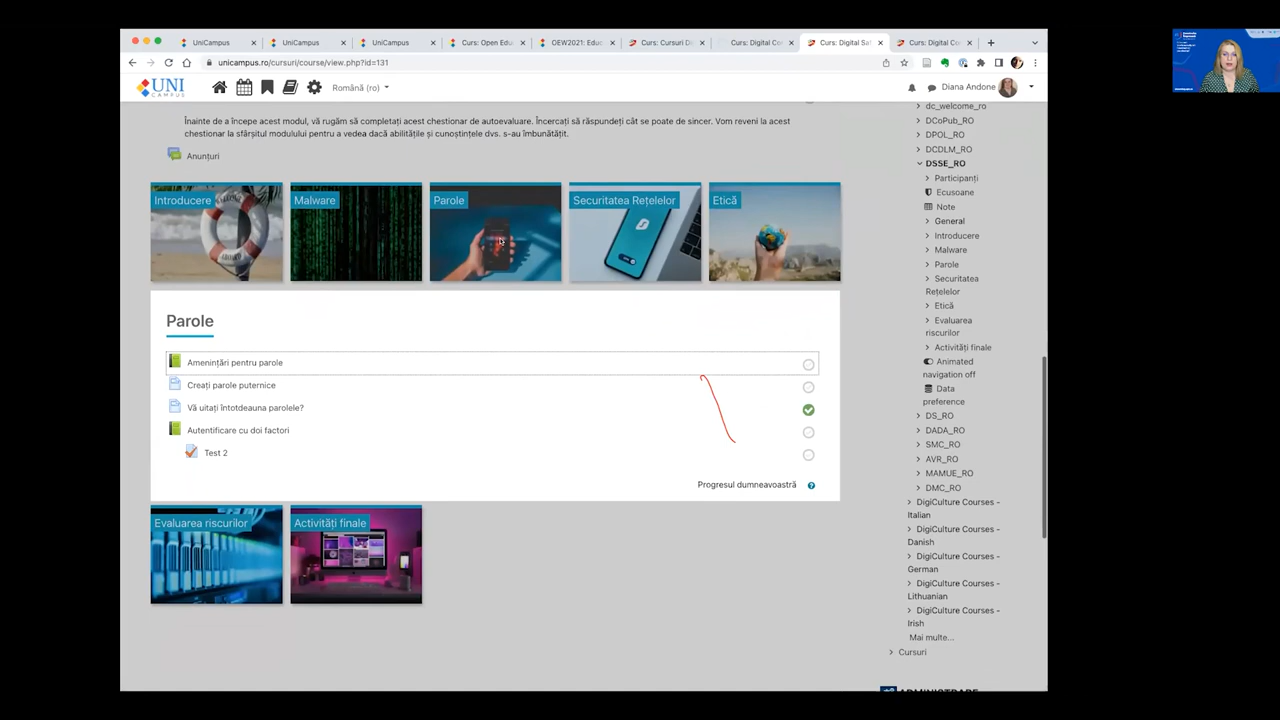 UniCampus
UniCampus
UniCampus
Curs: Open Edu
OEW2021: Educ
Curs: Cursuri Di
Curs: Digital Co
Curs: Digital Sa
Curs: Digital Co
unicampus.ro/cursuri/course/view.php?id=131
UNI
CAMPUS
Română (ro)
Diana Andone
Înainte de a începe acest modul, vă rugăm să completați acest chestionar de autoevaluare. Încercați să răspundeți cât se poate de sincer. Vom reveni la acest
chestionar la sfârșitul modulului pentru a vedea dacă abilitățile și cunoștințele dvs. s-au îmbunătățit.
Anunțuri
Introducere
Malware
Parole
Securitatea Rețelelor
Etică
Parole
Amenințări pentru parole
Creați parole puternice
Vă uitați întotdeauna parolele?
Autentificare cu doi factori
Test 2
Progresul dumneavoastră
Evaluarea riscurilor
Activități finale
dc_welcome_ro
DCoPub_RO
DPOL_RO
DCDLM_RO
DSSE_RO
Participanți
Ecusoane
Note
General
Introducere
Malware
Parole
Securitatea
Rețelelor
Etică
Evaluarea
riscurilor
Activități finale
Animated
navigation off
Data
preference
DS_RO
DADA_RO
SMC_RO
AVR_RO
MAMUE_RO
DMC_RO
DigiCulture Courses -
Italian
DigiCulture Courses -
Danish
DigiCulture Courses -
German
DigiCulture Courses -
Lithuanian
DigiCulture Courses -
Irish
Mai multe...
Cursuri
ADMINISTRARE